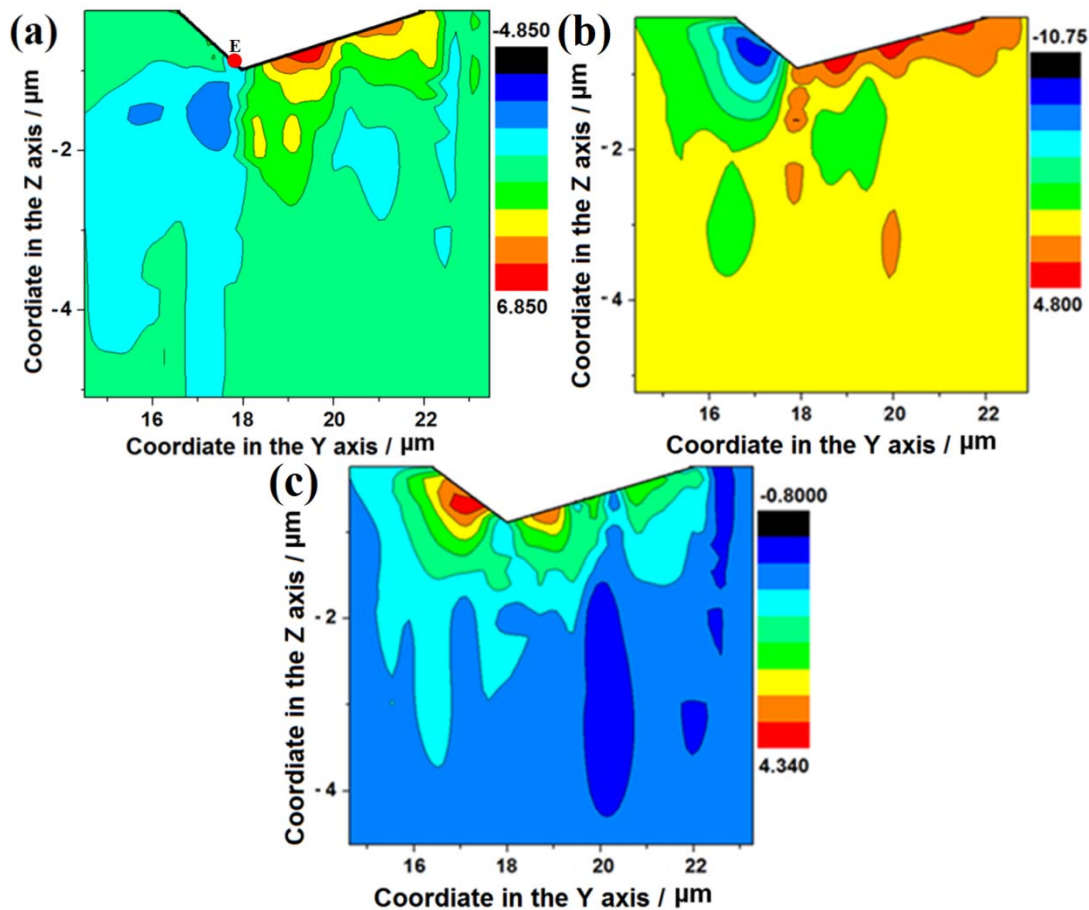 (a)
E
-4.850
6.850
-2
-4
Coordiate in the Z axis / μm
16 18 20 22
Coordiate in the Y axis / μm
(b)
-10.75
4.800
-2
-4
Coordiate in the Z axis / μm
16 18 20 22
Coordiate in the Y axis / μm
(c)
-0.8000
4.340
-2
-4
Coordiate in the Z axis / μm
16 18 20 22
Coordiate in the Y axis / μm